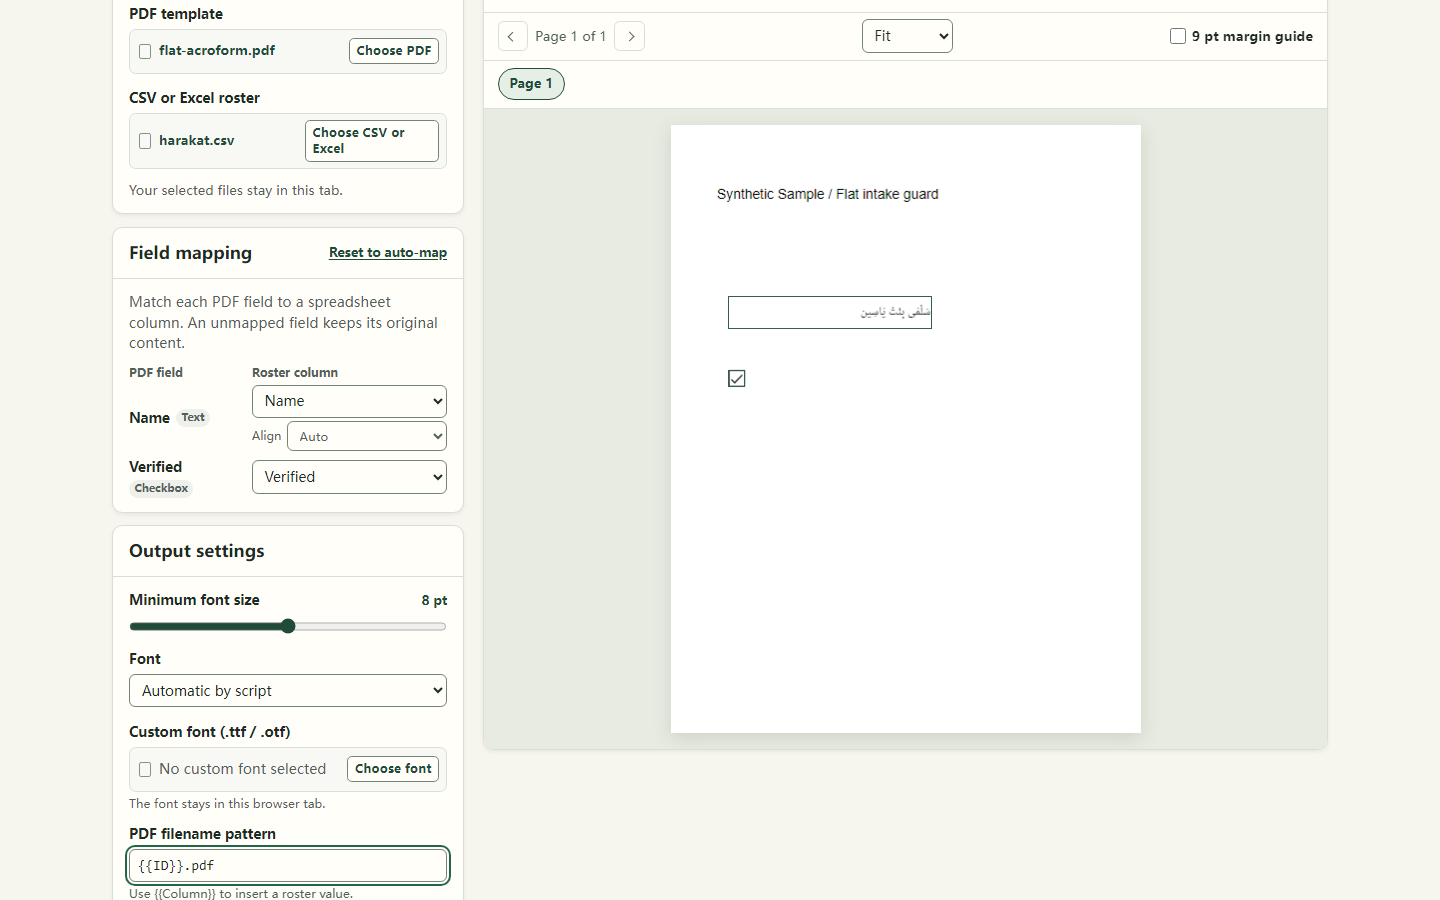 PDF template
flat-acroform.pdf
Choose PDF
CSV or Excel roster
harakat.csv
Choose CSV or Excel
Your selected files stay in this tab.
Field mapping
Reset to auto-map
Match each PDF field to a spreadsheet
column. An unmapped field keeps its original
content.
PDF field
Roster column
Name Text
Name
Align Auto
Verified
Checkbox
Verified
Output settings
Minimum font size
8 pt
Font
Automatic by script
Custom font (.ttf / .otf)
No custom font selected
Choose font
The font stays in this browser tab.
PDF filename pattern
{{ID}}.pdf
Use {{Column}} to insert a roster value.
Page 1 of 1
Fit
9 pt margin guide
Page 1
Synthetic Sample / Flat intake guard